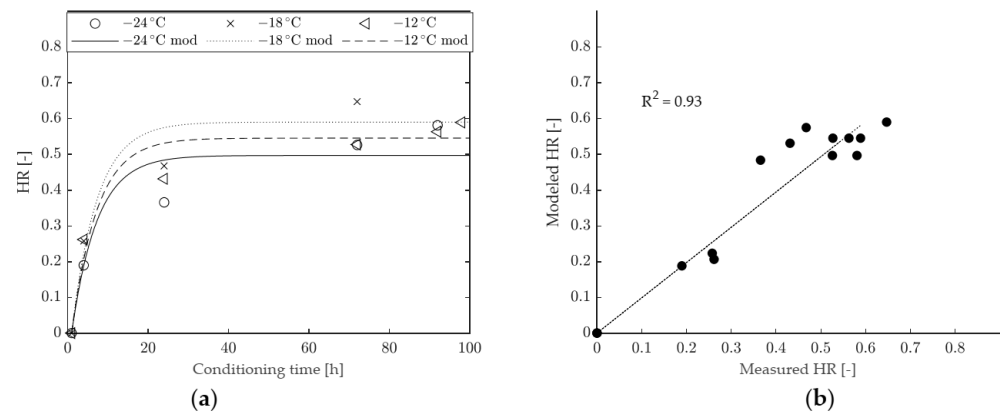 −24 °C −18 °C −12 °C
−24 °C mod −18 °C mod −12 °C mod
0.8
0.7
0.6
0.5
0.4
0.3
0.2
0.1
0
HR [-]
0 20 40 60 80 100
Conditioning time [h]
(a)
R² = 0.93
0.8
0.7
0.6
0.5
0.4
0.3
0.2
0.1
0
Modeled HR [-]
0 0.1 0.2 0.3 0.4 0.5 0.6 0.7 0.8
Measured HR [-]
(b)